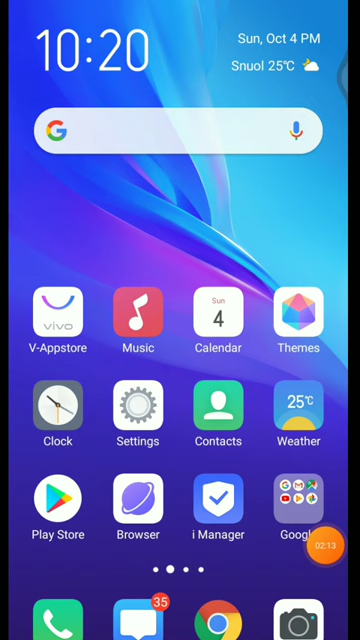 10:20
Sun, Oct 4 PM
Snuol 25℃
vivo
V-Appstore
Music
Sun
4
Calendar
Themes
Clock
Settings
Contacts
25℃
Weather
Play Store
Browser
i Manager
Googl
02:13
35